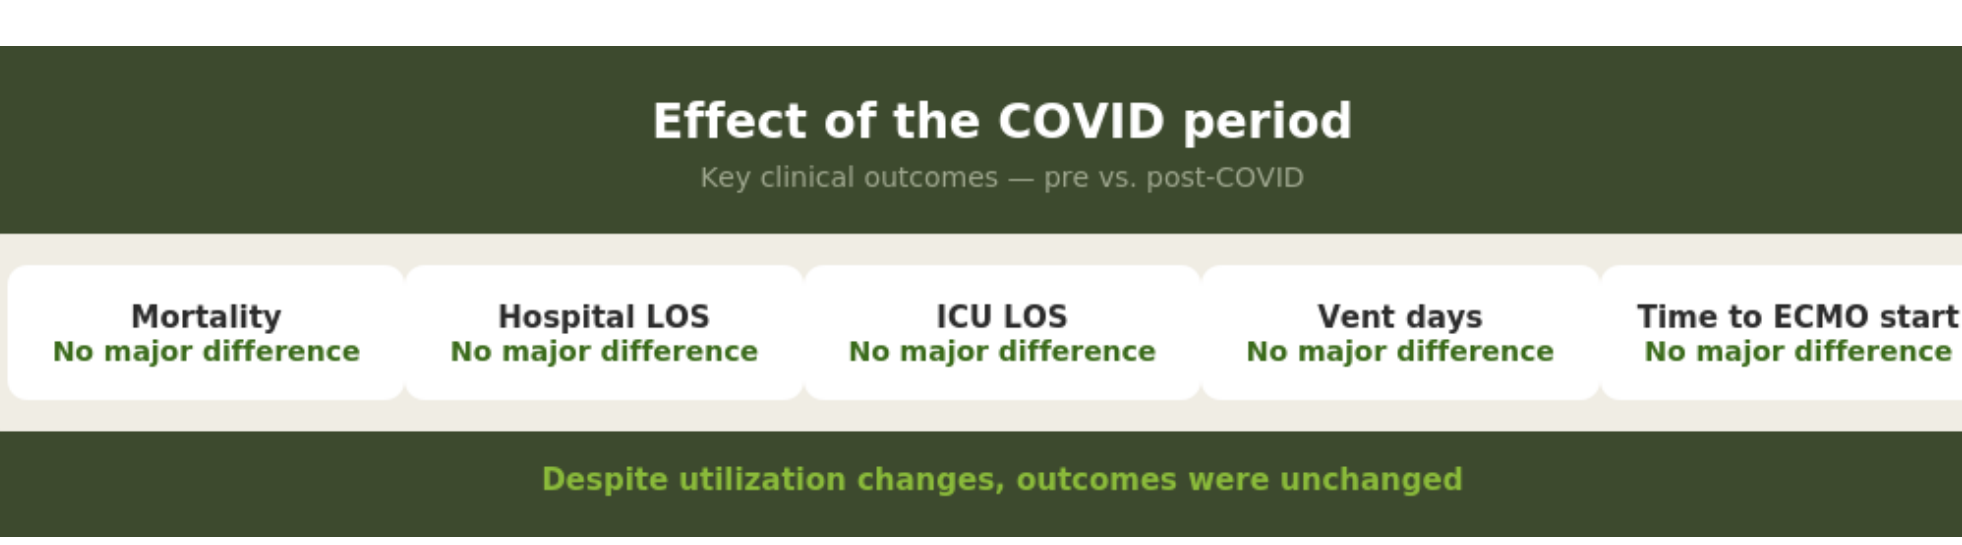 Effect of the COVID period
Key clinical outcomes — pre vs. post-COVID
Mortality
No major difference
Hospital LOS
No major difference
ICU LOS
No major difference
Vent days
No major difference
Time to ECMO start
No major difference
Despite utilization changes, outcomes were unchanged